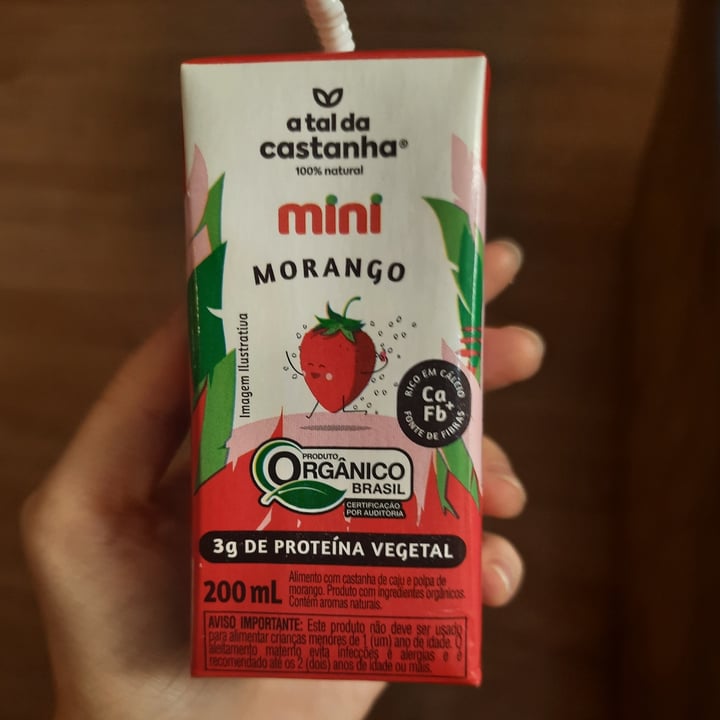 a tal da
castanha®
100% natural
mini
MORANGO
Imagem Ilustrativa
RICO EM CÁLCIO
Ca+
Fb
FONTE DE FIBRAS
PRODUTO
ORGÂNICO
BRASIL
CERTIFICAÇÃO
POR AUDITORIA
3g DE PROTEÍNA VEGETAL
200 mL
Alimento com castanha de caju e polpa de
morango. Produto com ingredientes orgânicos.
Contém aromas naturais.
AVISO IMPORTANTE: Este produto não deve ser usado
para alimentar crianças menores de 1 (um) ano de idade. O
aleitamento materno evita infecções e alergias e é
recomendado até os 2 (dois) anos de idade ou mais.